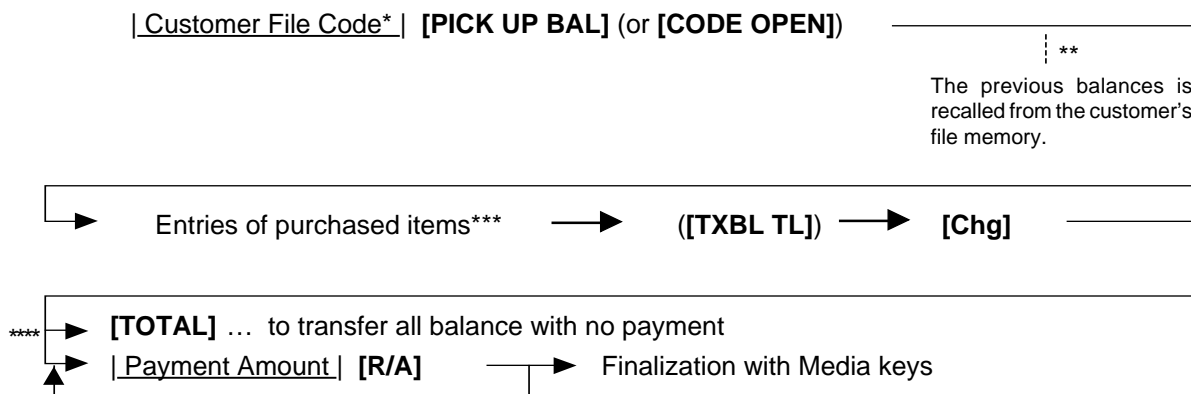 | Customer File Code* | [PICK UP BAL] (or [CODE OPEN])
**
The previous balances is
recalled from the customer's
file memory.
Entries of purchased items*** ([TXBL TL]) [Chg]
**** [TOTAL] … to transfer all balance with no payment
| Payment Amount | [R/A] Finalization with Media keys